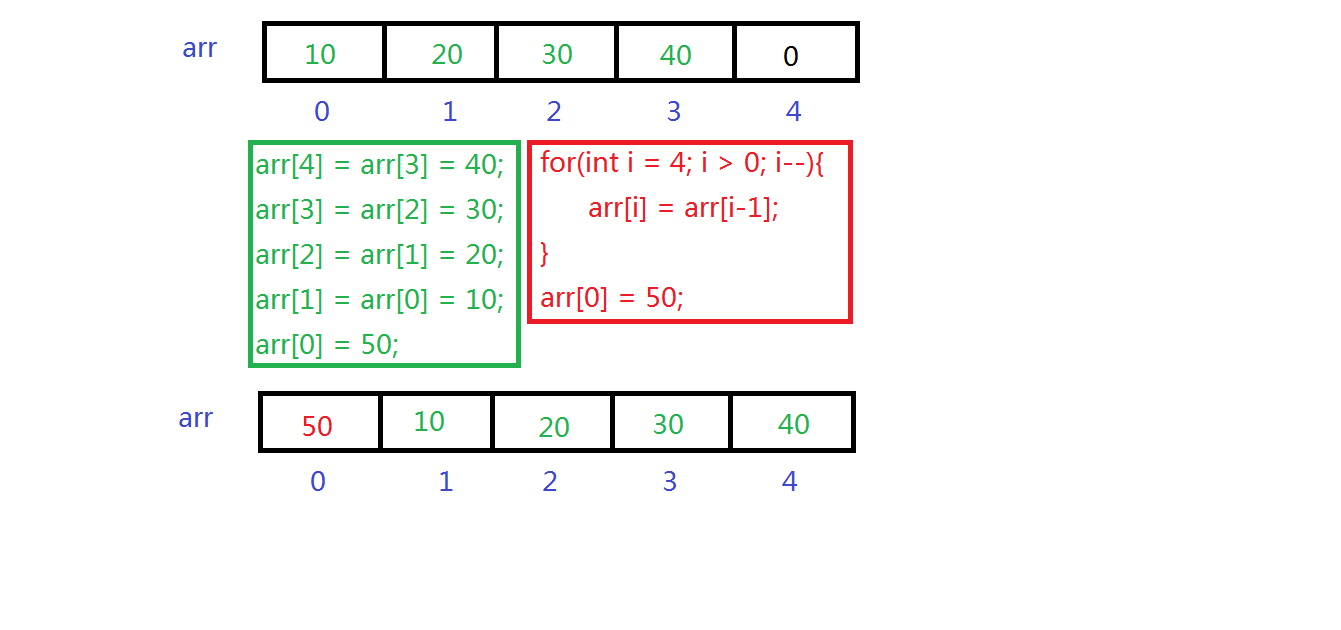 arr 10 20 30 40 0
0 1 2 3 4
arr[4] = arr[3] = 40;
arr[3] = arr[2] = 30;
arr[2] = arr[1] = 20;
arr[1] = arr[0] = 10;
arr[0] = 50;
for(int i = 4; i > 0; i--){
arr[i] = arr[i-1];
}
arr[0] = 50;
arr 50 10 20 30 40
0 1 2 3 4